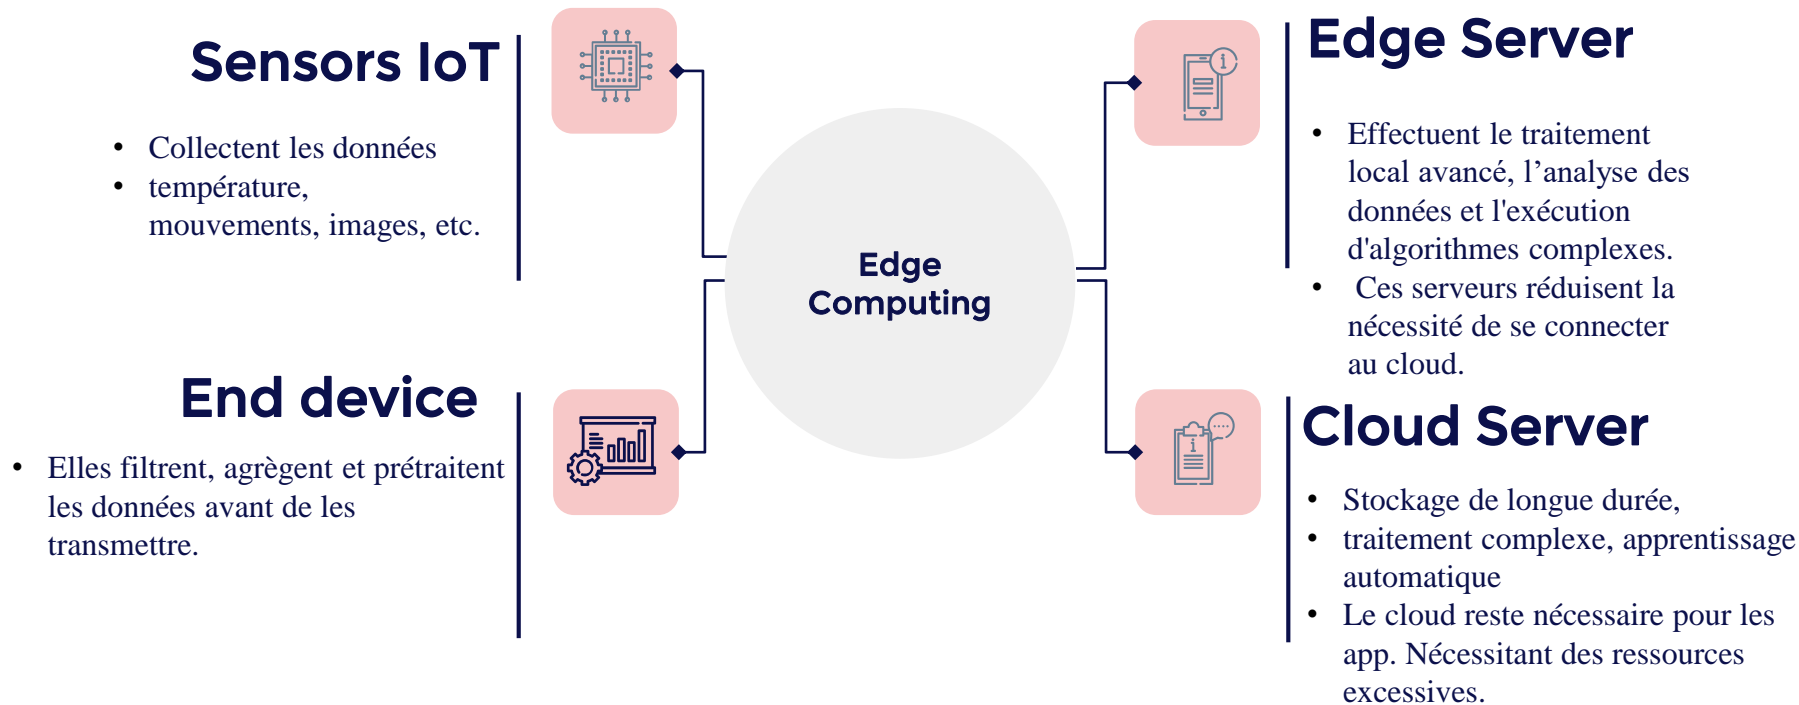 Sensors IoT
• Collectent les données
• température,
mouvements, images, etc.
End device
• Elles filtrent, agrègent et prétraitent
les données avant de les
transmettre.
Edge
Computing
Edge Server
• Effectuent le traitement
local avancé, l’analyse des
données et l'exécution
d'algorithmes complexes.
• Ces serveurs réduisent la
nécessité de se connecter
au cloud.
Cloud Server
• Stockage de longue durée,
• traitement complexe, apprentissage
automatique
• Le cloud reste nécessaire pour les
app. Nécessitant des ressources
excessives.